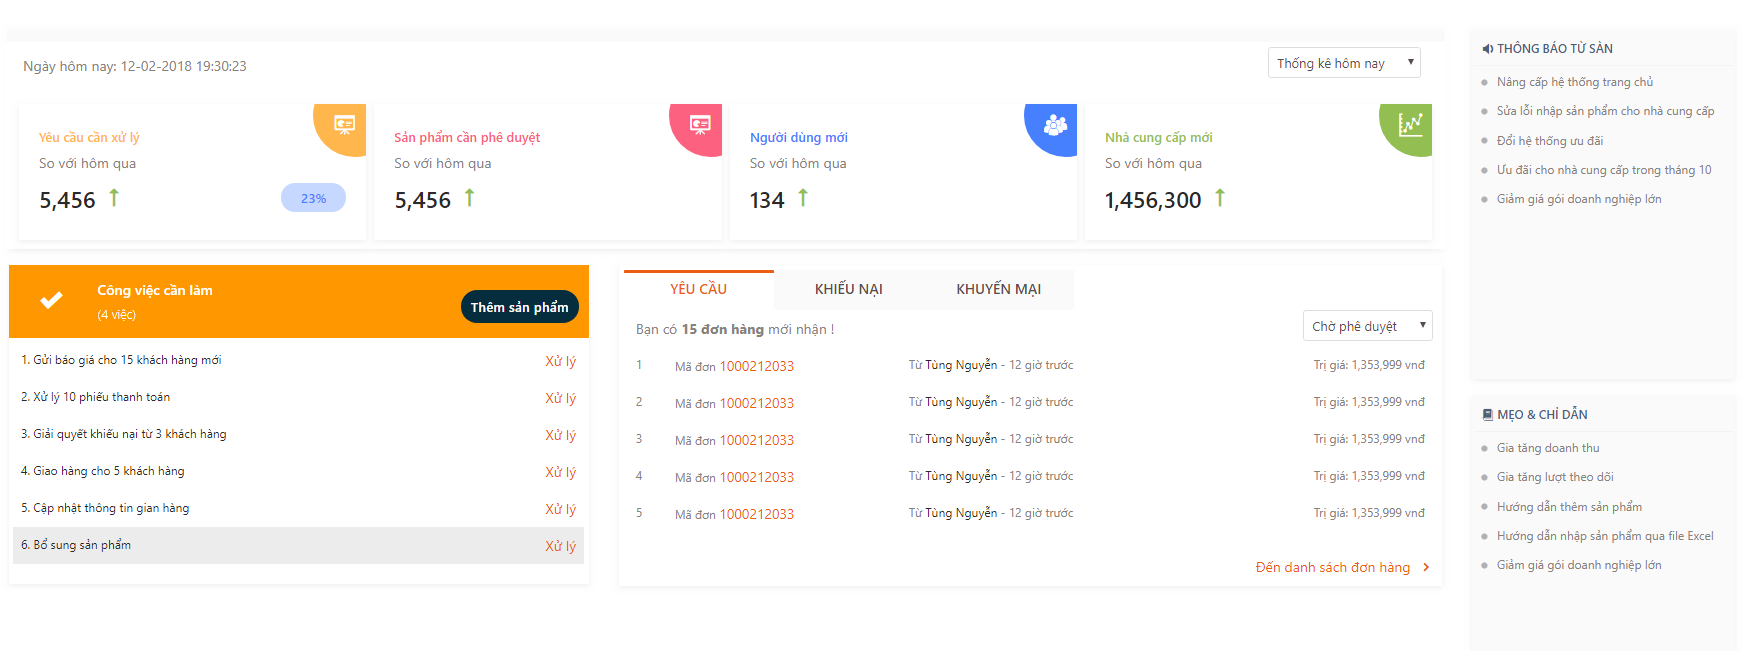 Ngày hôm nay: 12-02-2018 19:30:23
Thống kê hôm nay
Yêu cầu cần xử lý
So với hôm qua
5,456
23%
Sản phẩm cần phê duyệt
So với hôm qua
5,456
Người dùng mới
So với hôm qua
134
Nhà cung cấp mới
So với hôm qua
1,456,300
Công việc cần làm
(4 việc)
Thêm sản phẩm
1. Gửi báo giá cho 15 khách hàng mới Xử lý
2. Xử lý 10 phiếu thanh toán Xử lý
3. Giải quyết khiếu nại từ 3 khách hàng Xử lý
4. Giao hàng cho 5 khách hàng Xử lý
5. Cập nhật thông tin gian hàng Xử lý
6. Bổ sung sản phẩm Xử lý
YÊU CẦU KHIẾU NẠI KHUYẾN MẠI
Bạn có 15 đơn hàng mới nhận !
Chờ phê duyệt
1 Mã đơn 1000212033 Từ Tùng Nguyễn - 12 giờ trước Trị giá: 1,353,999 vnđ
2 Mã đơn 1000212033 Từ Tùng Nguyễn - 12 giờ trước Trị giá: 1,353,999 vnđ
3 Mã đơn 1000212033 Từ Tùng Nguyễn - 12 giờ trước Trị giá: 1,353,999 vnđ
4 Mã đơn 1000212033 Từ Tùng Nguyễn - 12 giờ trước Trị giá: 1,353,999 vnđ
5 Mã đơn 1000212033 Từ Tùng Nguyễn - 12 giờ trước Trị giá: 1,353,999 vnđ
Đến danh sách đơn hàng
THÔNG BÁO TỪ SÀN
Nâng cấp hệ thống trang chủ
Sửa lỗi nhập sản phẩm cho nhà cung cấp
Đổi hệ thống ưu đãi
Ưu đãi cho nhà cung cấp trong tháng 10
Giảm giá gói doanh nghiệp lớn
MẸO & CHỈ DẪN
Gia tăng doanh thu
Gia tăng lượt theo dõi
Hướng dẫn thêm sản phẩm
Hướng dẫn nhập sản phẩm qua file Excel
Giảm giá gói doanh nghiệp lớn